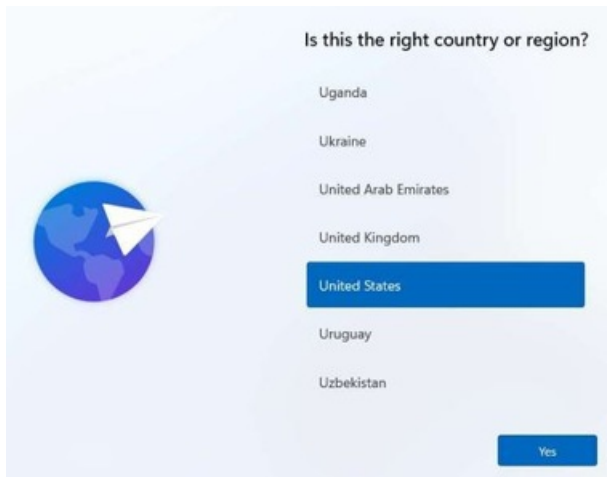 Is this the right country or region?
Uganda
Ukraine
United Arab Emirates
United Kingdom
United States
Uruguay
Uzbekistan
Yes